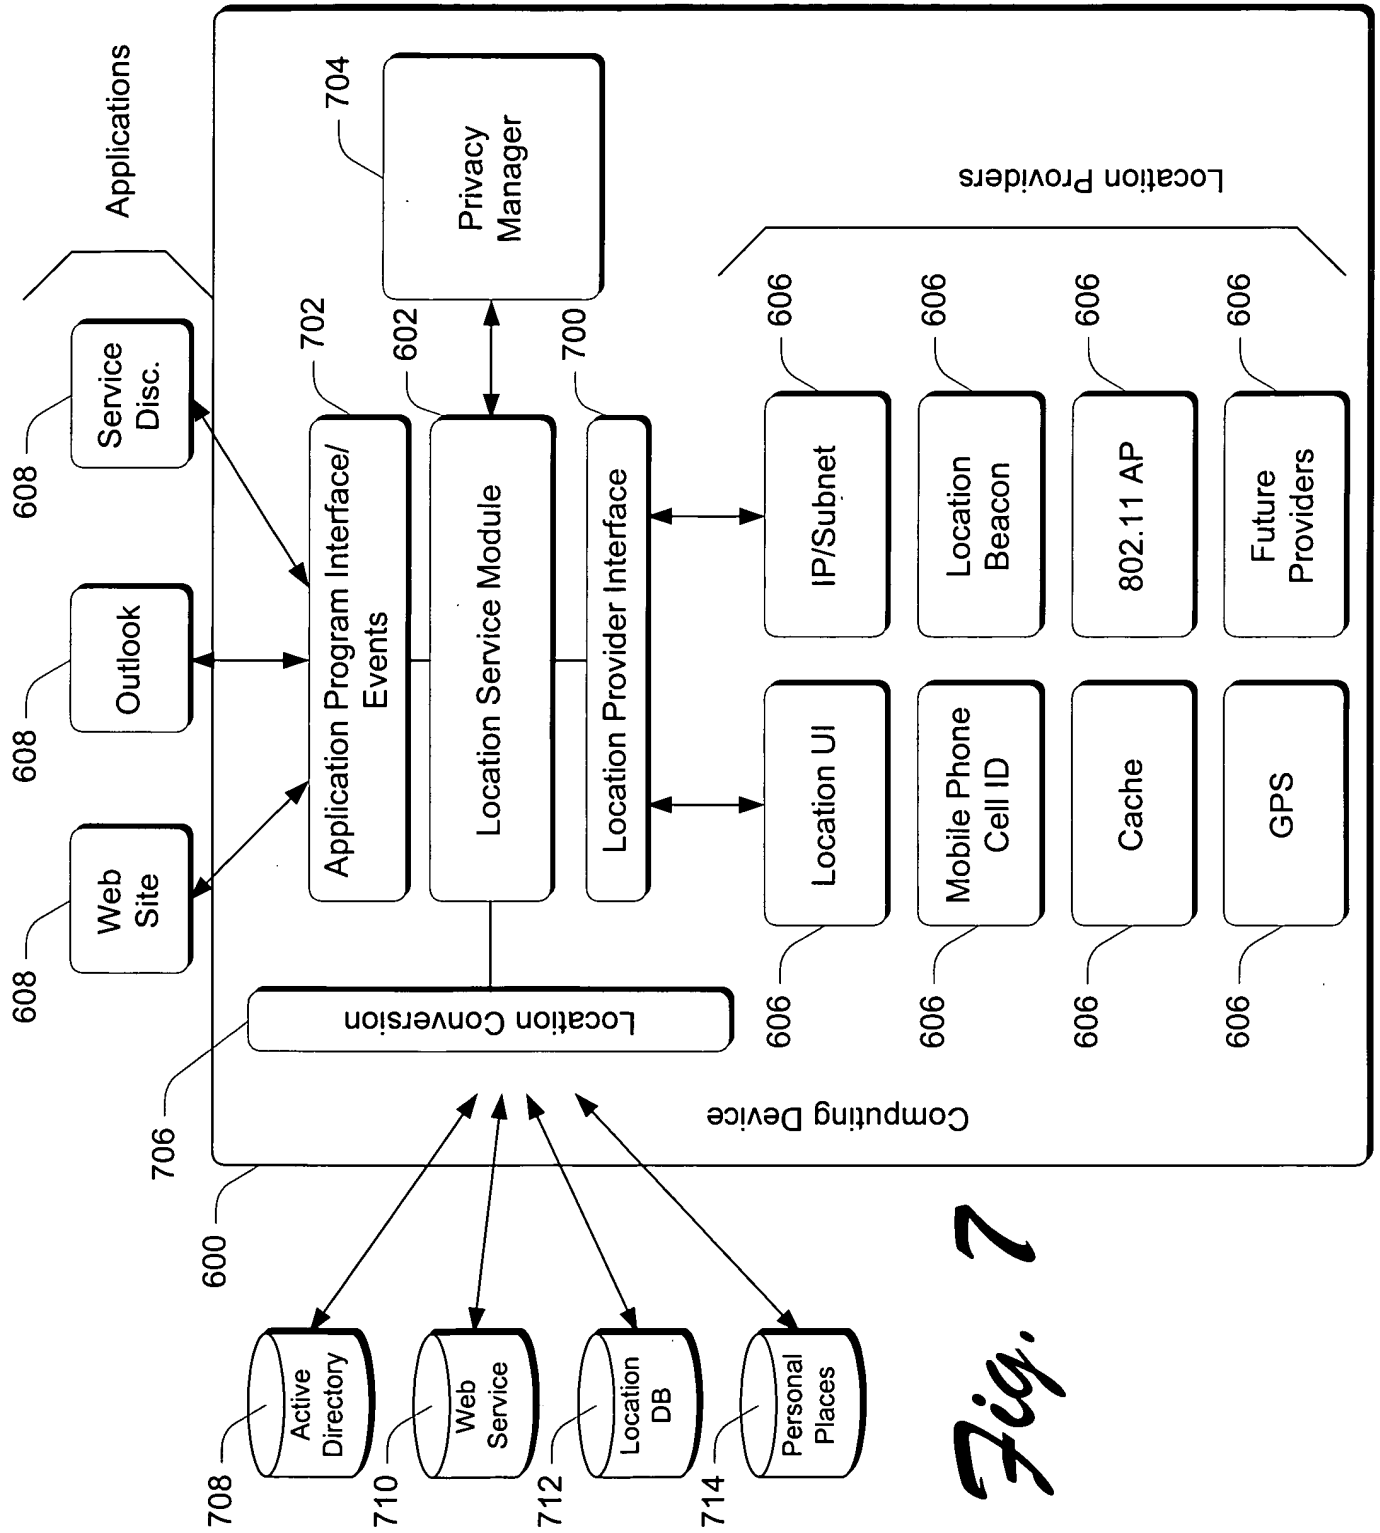 Applications
608
608
608
Web
Site
Outlook
Service
Disc.
706
600
Computing Device
702
Application Program Interface/
Events
704
Privacy
Manager
602
Location Service Module
700
Location Provider Interface
Location Conversion
708
Active
Directory
710
Web
Service
712
Location
DB
714
Personal
Places
Location Providers
606
Location UI
IP/Subnet
606
606
Mobile Phone
Cell ID
Location
Beacon
606
606
Cache
802.11 AP
606
606
GPS
Future
Providers
606
Fig. 7